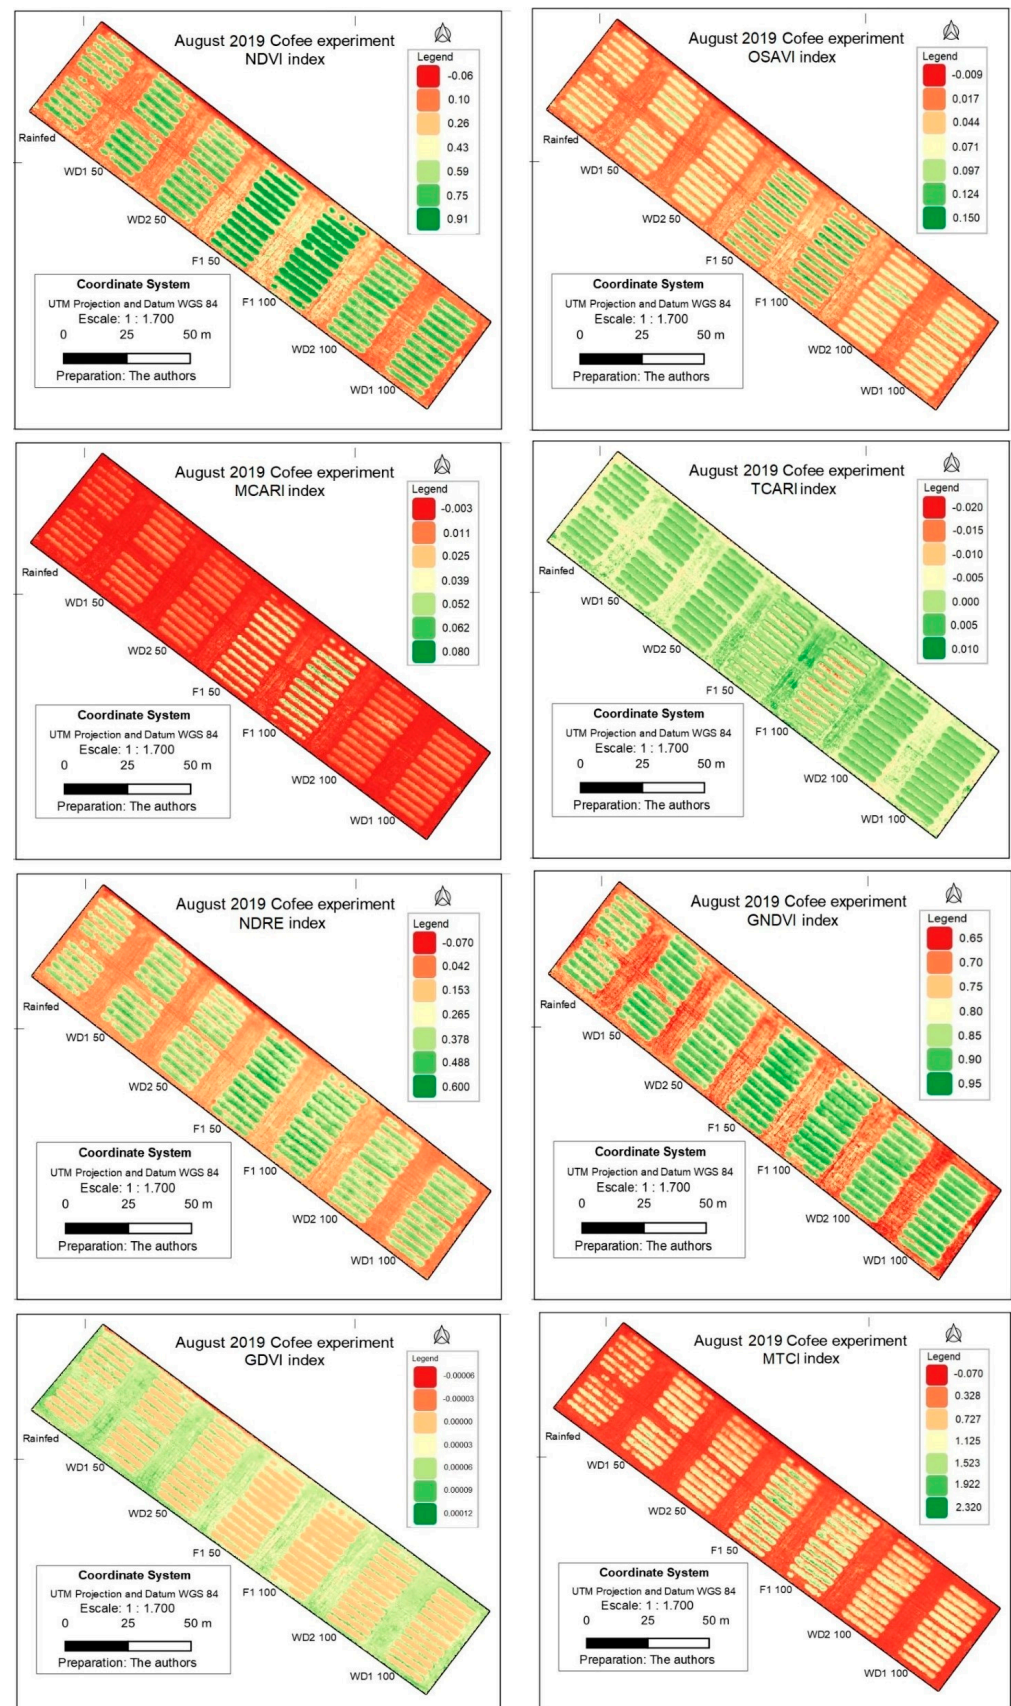 August 2019 Cofee experiment
NDVI index
Legend
-0.06
0.10
0.26
0.43
0.59
0.75
0.91
Rainfed
WD1 50
WD2 50
F1 50
F1 100
WD2 100
WD1 100
Coordinate System
UTM Projection and Datum WGS 84
Escale: 1 : 1.700
0 25 50 m
Preparation: The authors
August 2019 Cofee experiment
OSAVI index
Legend
-0.009
0.017
0.044
0.071
0.097
0.124
0.150
Rainfed
WD1 50
WD2 50
F1 50
F1 100
WD2 100
WD1 100
Coordinate System
UTM Projection and Datum WGS 84
Escale: 1 : 1.700
0 25 50 m
Preparation: The authors
August 2019 Cofee experiment
MCARI index
Legend
-0.003
0.011
0.025
0.039
0.052
0.062
0.080
Rainfed
WD1 50
WD2 50
F1 50
F1 100
WD2 100
WD1 100
Coordinate System
UTM Projection and Datum WGS 84
Escale: 1 : 1.700
0 25 50 m
Preparation: The authors
August 2019 Cofee experiment
TCARI index
Legend
-0.020
-0.015
-0.010
-0.005
0.000
0.005
0.010
Rainfed
WD1 50
WD2 50
F1 50
F1 100
WD2 100
WD1 100
Coordinate System
UTM Projection and Datum WGS 84
Escale: 1 : 1.700
0 25 50 m
Preparation: The authors
August 2019 Cofee experiment
NDRE index
Legend
-0.070
0.042
0.153
0.265
0.378
0.488
0.600
Rainfed
WD1 50
WD2 50
F1 50
F1 100
WD2 100
WD1 100
Coordinate System
UTM Projection and Datum WGS 84
Escale: 1 : 1.700
0 25 50 m
Preparation: The authors
August 2019 Cofee experiment
GNDVI index
Legend
0.65
0.70
0.75
0.80
0.85
0.90
0.95
Rainfed
WD1 50
WD2 50
F1 50
F1 100
WD2 100
WD1 100
Coordinate System
UTM Projection and Datum WGS 84
Escale: 1 : 1.700
0 25 50 m
Preparation: The authors
August 2019 Cofee experiment
GDVI index
Legend
-0.00006
-0.00003
0.00000
0.00003
0.00006
0.00009
0.00012
Rainfed
WD1 50
WD2 50
F1 50
F1 100
WD2 100
WD1 100
Coordinate System
UTM Projection and Datum WGS 84
Escale: 1 : 1.700
0 25 50 m
Preparation: The authors
August 2019 Cofee experiment
MTCI index
Legend
-0.070
0.328
0.727
1.125
1.523
1.922
2.320
Rainfed
WD1 50
WD2 50
F1 50
F1 100
WD2 100
WD1 100
Coordinate System
UTM Projection and Datum WGS 84
Escale: 1 : 1.700
0 25 50 m
Preparation: The authors